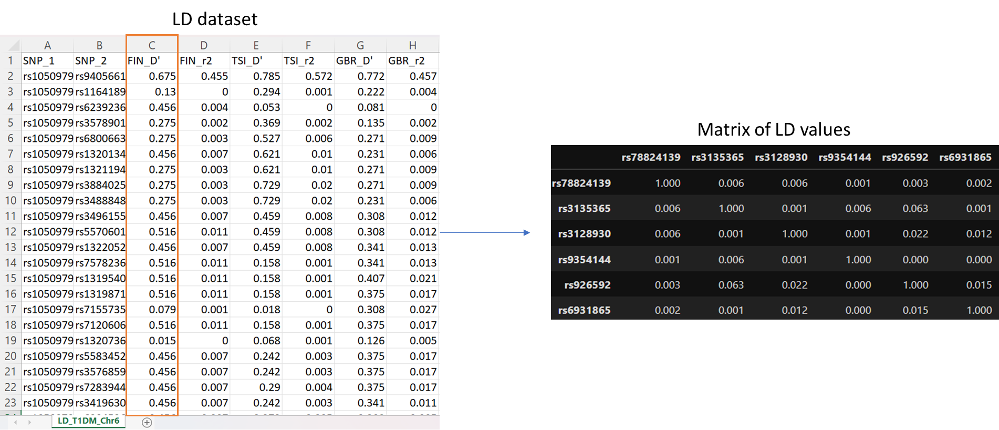 LD dataset
A B C D E F G H
1 SNP_1 SNP_2 FIN_D' FIN_r2 TSI_D' TSI_r2 GBR_D' GBR_r2
2 rs1050979 rs9405661 0.675 0.455 0.785 0.572 0.772 0.457
3 rs1050979 rs1164189 0.13 0 0.294 0.001 0.222 0.004
4 rs1050979 rs6239236 0.456 0.004 0.053 0 0.081 0
5 rs1050979 rs3578901 0.275 0.002 0.369 0.002 0.135 0.002
6 rs1050979 rs6800663 0.275 0.003 0.527 0.006 0.271 0.009
7 rs1050979 rs1320134 0.456 0.007 0.621 0.01 0.231 0.006
8 rs1050979 rs1321194 0.275 0.003 0.621 0.01 0.271 0.009
9 rs1050979 rs3884025 0.275 0.003 0.729 0.02 0.271 0.009
10 rs1050979 rs3488848 0.275 0.003 0.729 0.02 0.231 0.006
11 rs1050979 rs3496155 0.456 0.007 0.459 0.008 0.308 0.012
12 rs1050979 rs5570601 0.516 0.011 0.459 0.008 0.308 0.012
13 rs1050979 rs1322052 0.456 0.007 0.459 0.008 0.341 0.013
14 rs1050979 rs7578236 0.516 0.011 0.158 0.001 0.341 0.013
15 rs1050979 rs1319540 0.516 0.011 0.158 0.001 0.407 0.021
16 rs1050979 rs1319871 0.516 0.011 0.158 0.001 0.375 0.017
17 rs1050979 rs7155735 0.079 0.001 0.018 0 0.308 0.027
18 rs1050979 rs7120606 0.516 0.011 0.158 0.001 0.375 0.017
19 rs1050979 rs1320736 0.015 0 0.068 0.001 0.126 0.005
20 rs1050979 rs5583452 0.456 0.007 0.242 0.003 0.375 0.017
21 rs1050979 rs3576859 0.456 0.007 0.242 0.003 0.375 0.017
22 rs1050979 rs7283944 0.456 0.007 0.29 0.004 0.375 0.017
23 rs1050979 rs3419630 0.456 0.007 0.242 0.003 0.341 0.011
LD_T1DM_Chr6
Matrix of LD values
rs78824139 rs3135365 rs3128930 rs9354144 rs926592 rs6931865
rs78824139 1.000 0.006 0.006 0.001 0.003 0.002
rs3135365 0.006 1.000 0.001 0.006 0.063 0.001
rs3128930 0.006 0.001 1.000 0.001 0.022 0.012
rs9354144 0.001 0.006 0.001 1.000 0.000 0.000
rs926592 0.003 0.063 0.022 0.000 1.000 0.015
rs6931865 0.002 0.001 0.012 0.000 0.015 1.000